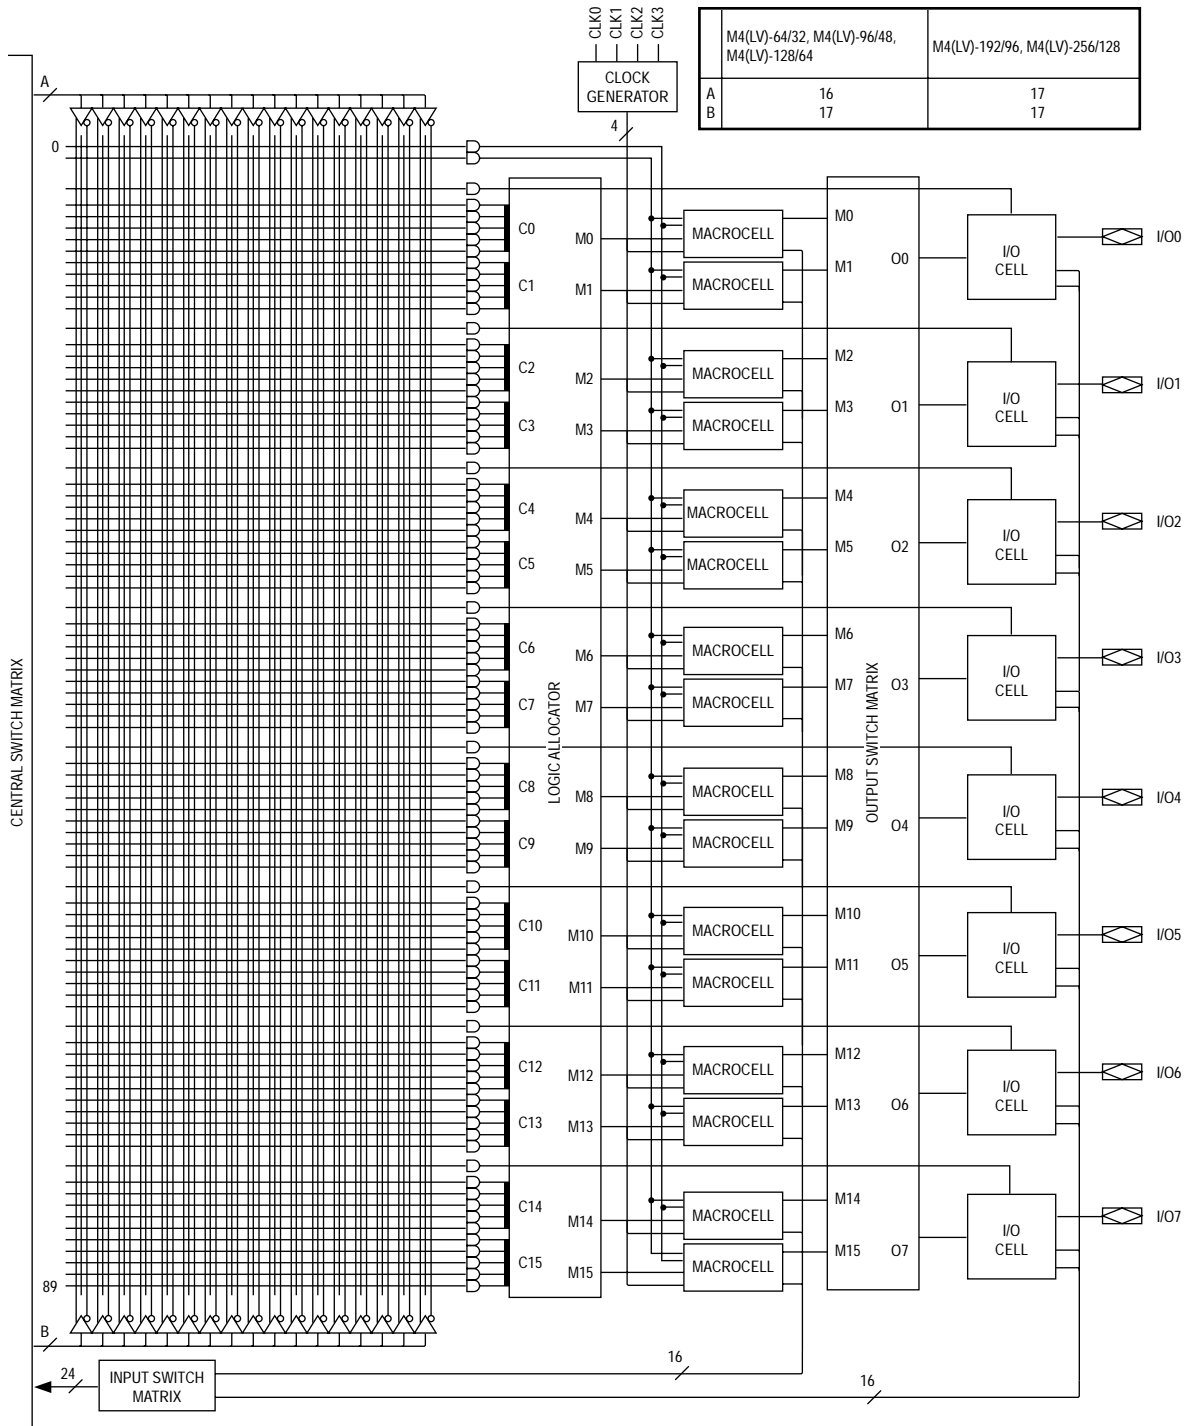 CLK0
CLK1
CLK2
CLK3
CLOCK
GENERATOR
4
M4(LV)-64/32, M4(LV)-96/48,
M4(LV)-128/64
M4(LV)-192/96, M4(LV)-256/128
A 16 17
B 17 17
A
0
CENTRAL SWITCH MATRIX
LOGIC ALLOCATOR
OUTPUT SWITCH MATRIX
C0
M0
MACROCELL
M0
C1
M1
MACROCELL
M1
O0
I/O
CELL
I/O0
C2
M2
MACROCELL
M2
C3
M3
MACROCELL
M3
O1
I/O
CELL
I/O1
C4
M4
MACROCELL
M4
C5
M5
MACROCELL
M5
O2
I/O
CELL
I/O2
C6
M6
MACROCELL
M6
C7
M7
MACROCELL
M7
O3
I/O
CELL
I/O3
C8
M8
MACROCELL
M8
C9
M9
MACROCELL
M9
O4
I/O
CELL
I/O4
C10
M10
MACROCELL
M10
C11
M11
MACROCELL
M11
O5
I/O
CELL
I/O5
C12
M12
MACROCELL
M12
C13
M13
MACROCELL
M13
O6
I/O
CELL
I/O6
C14
M14
MACROCELL
M14
C15
M15
MACROCELL
M15
O7
I/O
CELL
I/O7
89
B
24
INPUT SWITCH
MATRIX
16
16